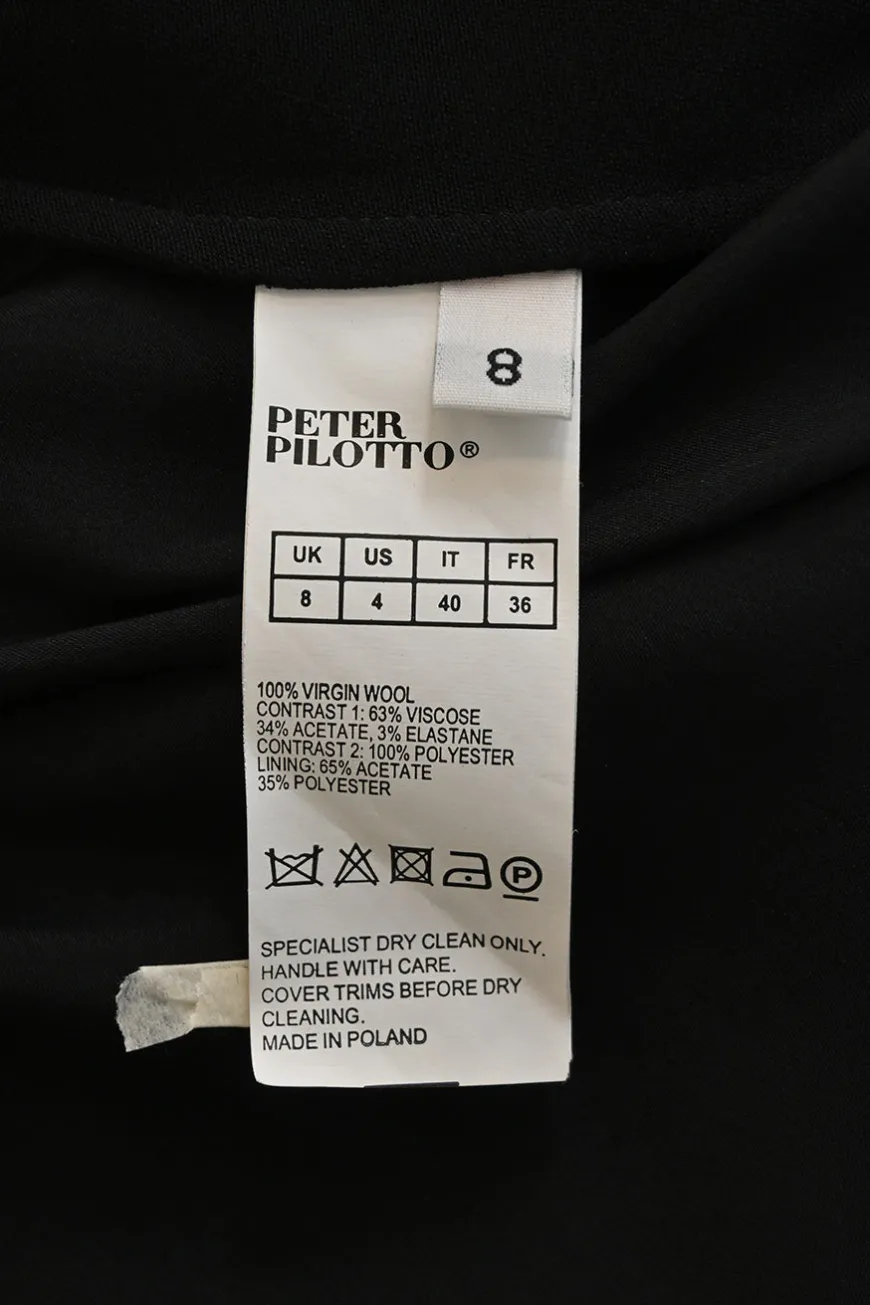 8
PETER
PILOTTO®
UK US IT FR
8 4 40 36
100% VIRGIN WOOL
CONTRAST 1: 63% VISCOSE
34% ACETATE, 3% ELASTANE
CONTRAST 2: 100% POLYESTER
LINING: 65% ACETATE
35% POLYESTER
P
SPECIALIST DRY CLEAN ONLY.
HANDLE WITH CARE.
COVER TRIMS BEFORE DRY
CLEANING.
MADE IN POLAND